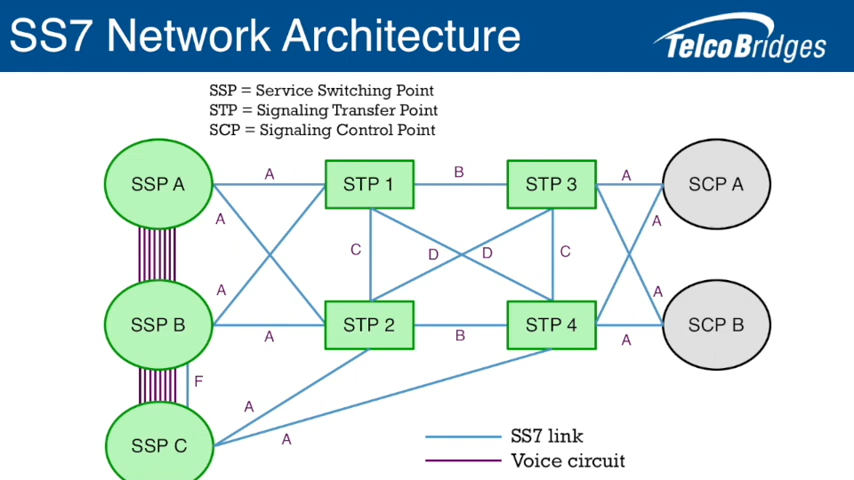 SS7 Network Architecture
TelcoBridges
SSP = Service Switching Point
STP = Signaling Transfer Point
SCP = Signaling Control Point
SSP A
A
STP 1
B
STP 3
A
SCP A
A
A
C
D
D
C
A
A
SSP B
A
STP 2
B
STP 4
A
SCP B
F
A
A
SSP C
SS7 link
Voice circuit